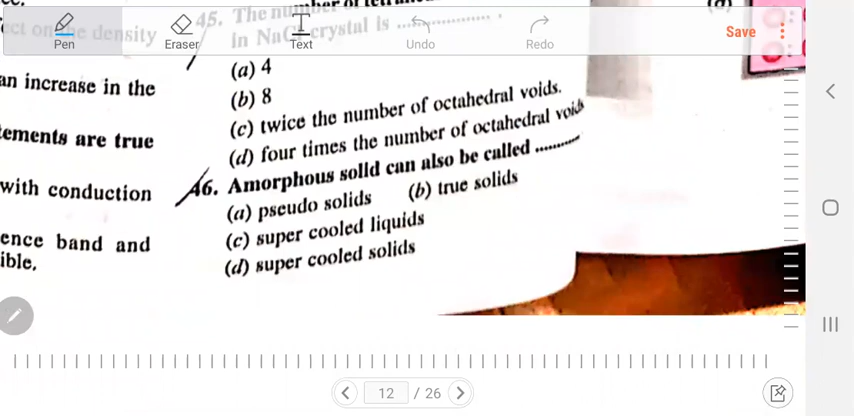 45. The number of
ect on the density
in NaCl crystal is ..................... .
Pen
Eraser
Text
Undo
Redo
Save
(a) 4
an increase in the
(b) 8
(c) twice the number of octahedral voids.
(d) four times the number of octahedral voids
tements are true
46. Amorphous solid can also be called ..........
with conduction
(a) pseudo solids (b) true solids
(c) super cooled liquids
ence band and
(d) super cooled solids
ible.
12 / 26